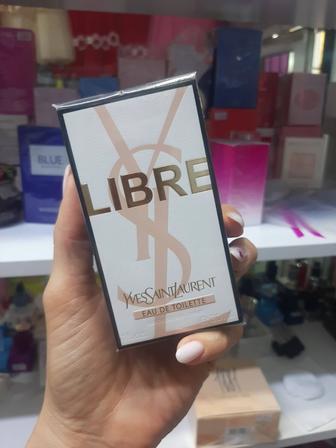 BLUE
LIBRE
YVESSAINTLAURENT
EAU DE TOILETTE